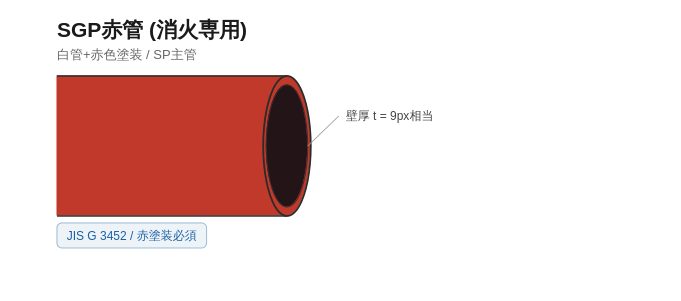 SGP赤管 (消火専用)
白管+赤色塗装 / SP主管
壁厚 t = 9px相当
JIS G 3452 / 赤塗装必須